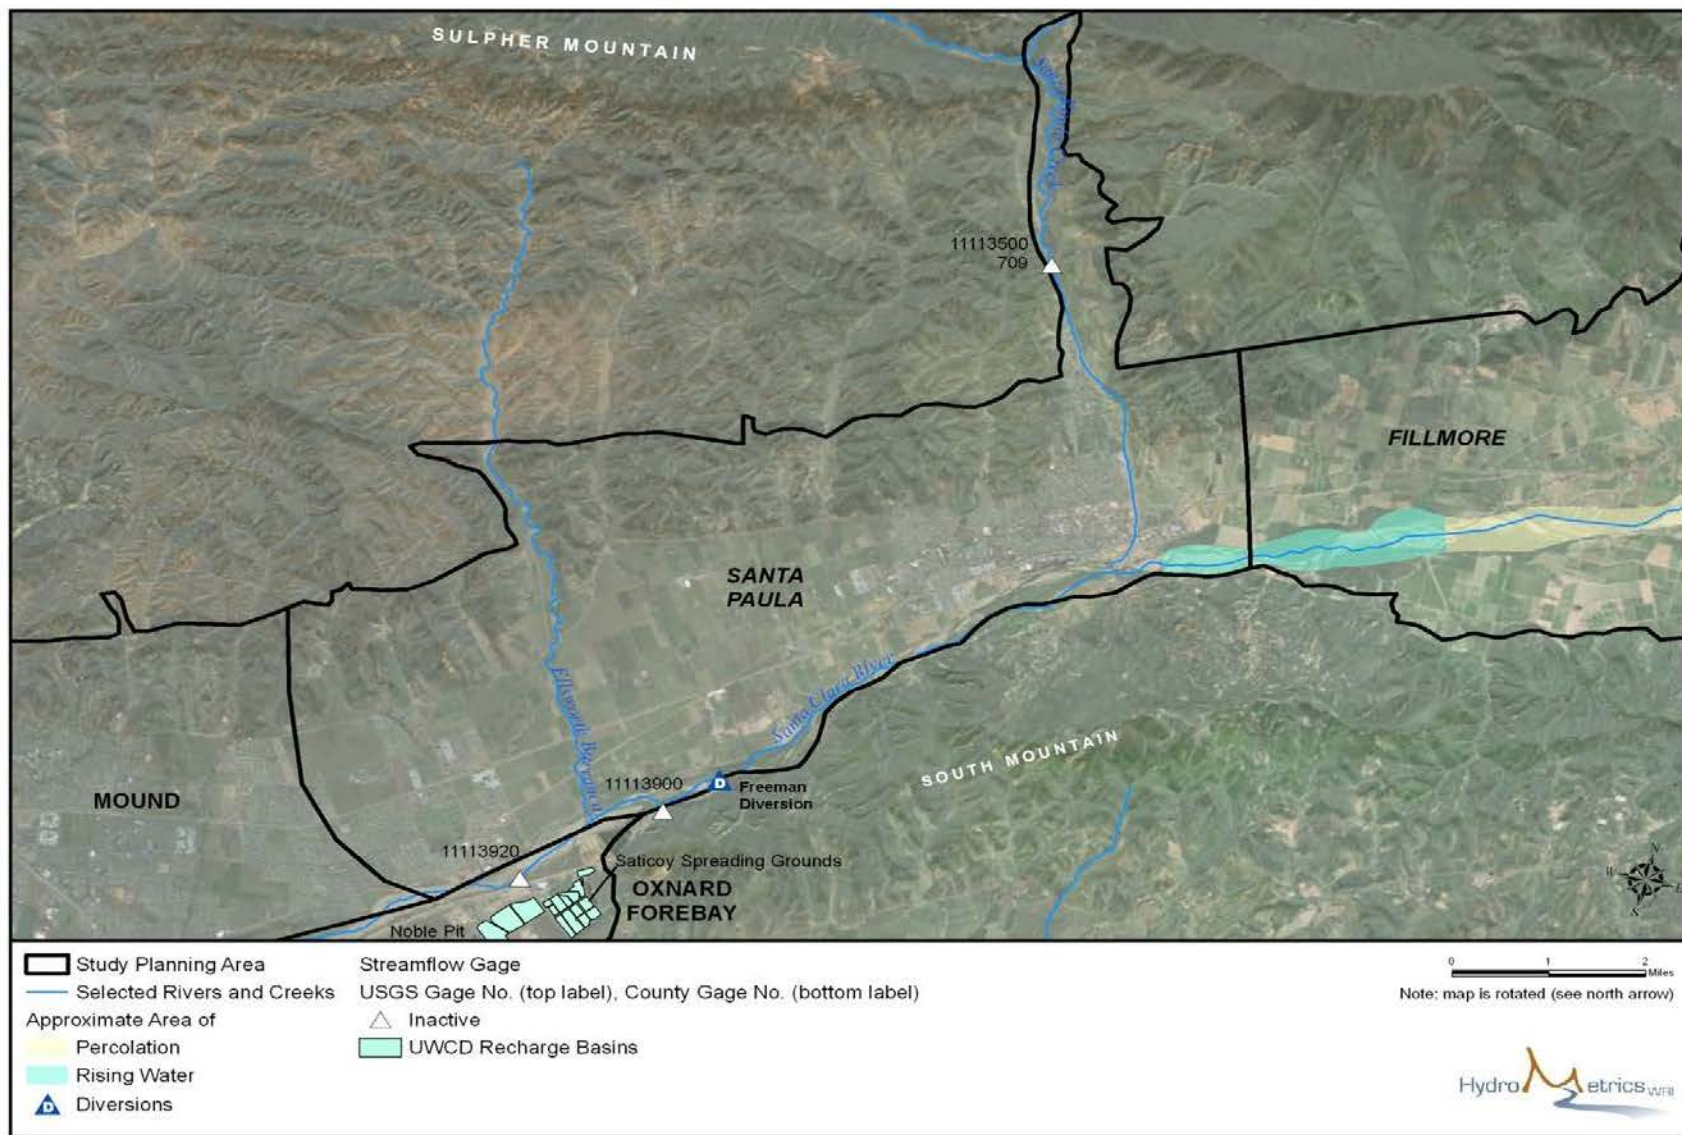 SULPHER MOUNTAIN
Santa Paula Creek
11113500
709
FILLMORE
SANTA
PAULA
Ellsworth Barranca
Santa Clara River
SOUTH MOUNTAIN
11113900
Freeman
Diversion
D
MOUND
11113920
Saticoy Spreading Grounds
OXNARD
FOREBAY
Noble Pit
N
W
E
S
Study Planning Area
Selected Rivers and Creeks
Approximate Area of
Percolation
Rising Water
D Diversions
Streamflow Gage
USGS Gage No. (top label), County Gage No. (bottom label)
Inactive
UWCD Recharge Basins
0 1 2
Miles
Note: map is rotated (see north arrow)
HydroMetrics WRI